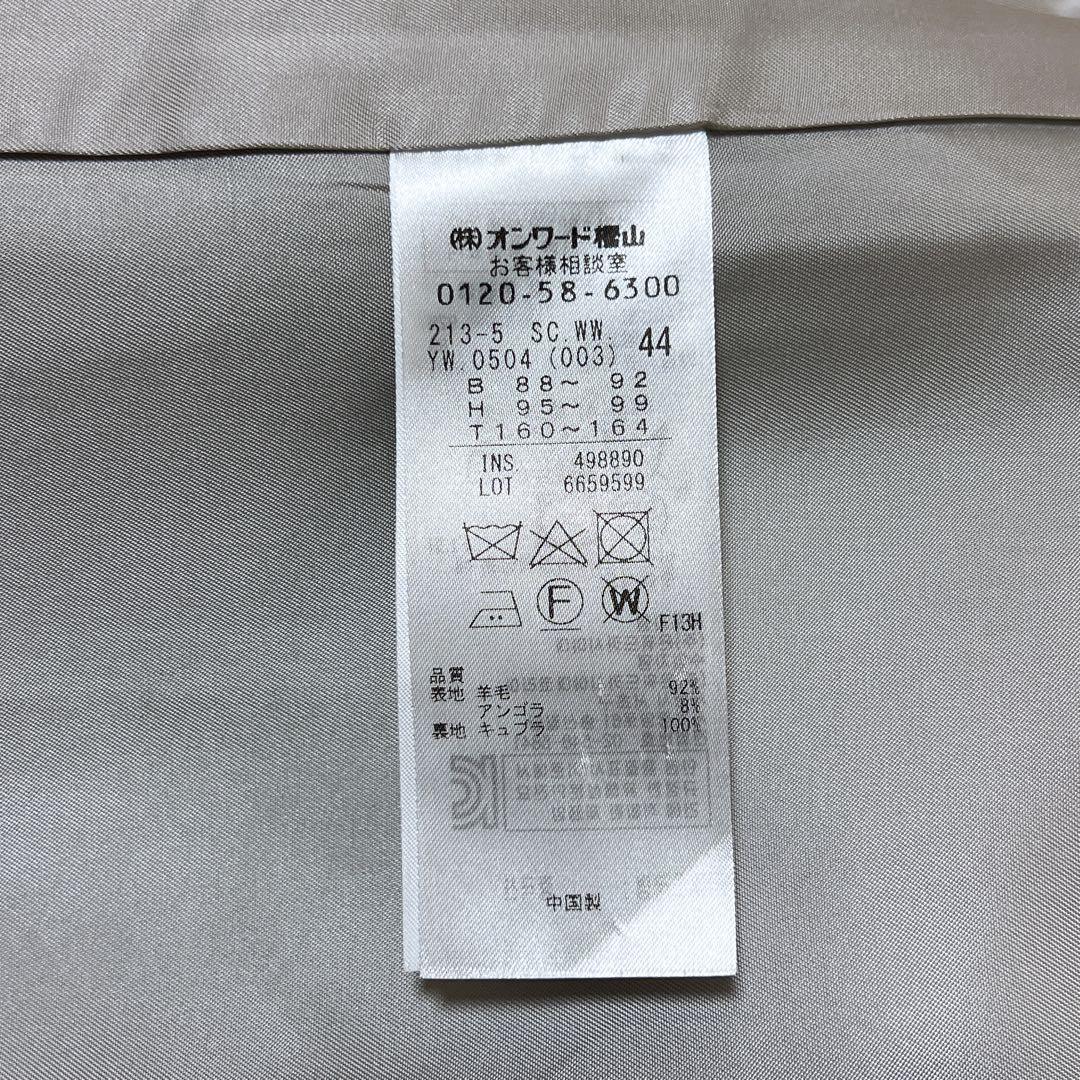 (株)オンワード樫山
お客様相談室
0120-58-6300
213-5 SC.WW.
YW.0504 (003) 44
B 88~ 92
H 95~ 99
T160~164
INS. 498890
LOT 6659599
F W
F13H
品質
表地 羊毛 92%
アンゴラ 8%
裏地 キュプラ 100%
中国製